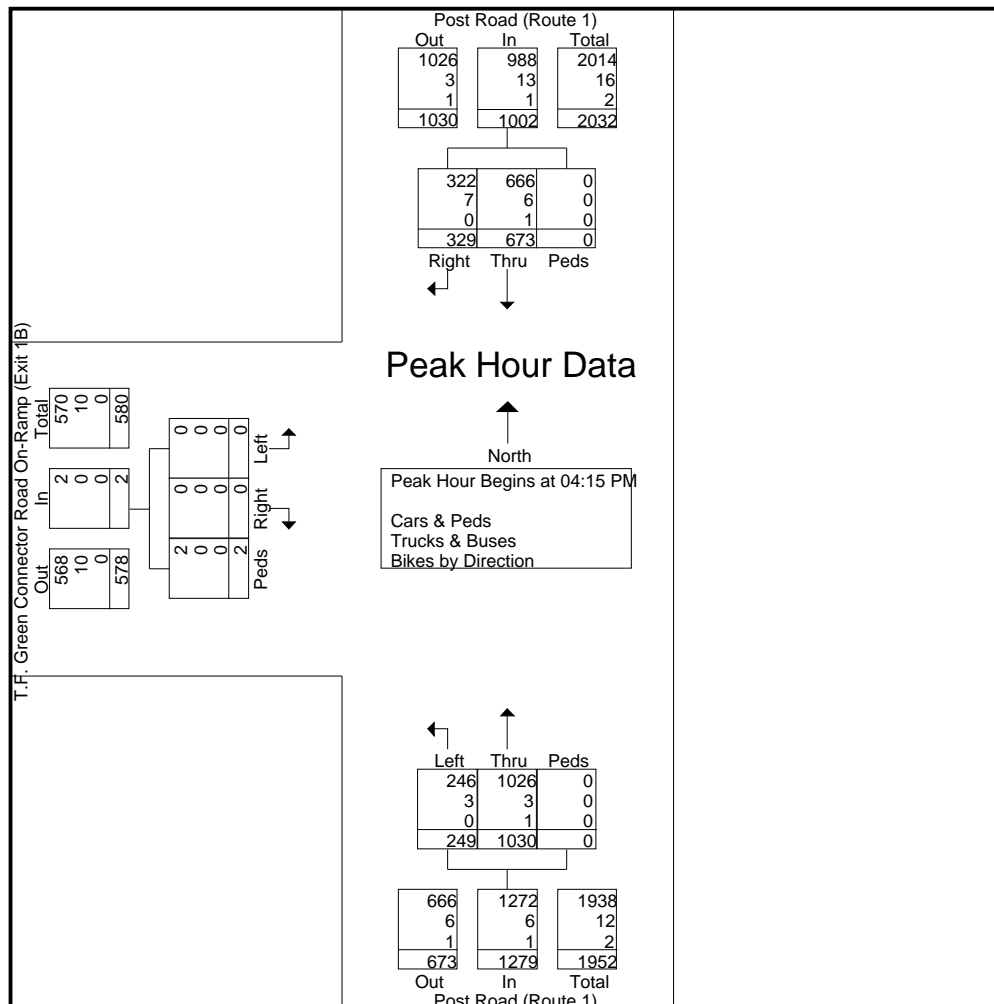 Post Road (Route 1)
Out In Total
1026 988 2014
3 13 16
1 1 2
1030 1002 2032
322 666 0
7 6 0
0 1 0
329 673 0
Right Thru Peds
Peak Hour Data
North
Peak Hour Begins at 04:15 PM
Cars & Peds
Trucks & Buses
Bikes by Direction
T.F. Green Connector Road On-Ramp (Exit 1B)
Out In Total
568 2 570
10 0 10
0 0 0
578 2 580
2 0 0
0 0 0
0 0 0
2 0 0
Peds Right Left
Left Thru Peds
246 1026 0
3 3 0
0 1 0
249 1030 0
666 1272 1938
6 6 12
1 1 2
673 1279 1952
Out In Total
Post Road (Route 1)